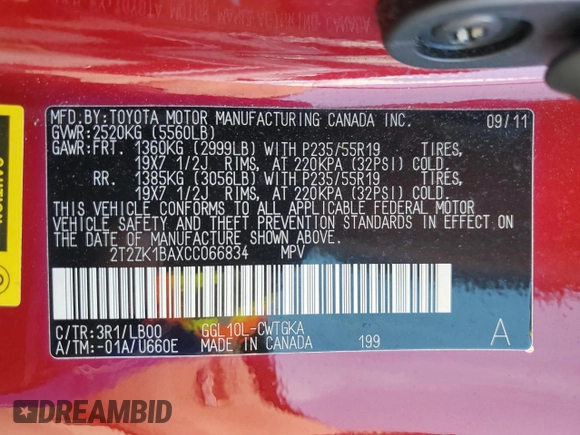 MFD.BY:TOYOTA MOTOR MANUFACTURING CANADA INC. 09/11
GVWR:2520KG (5560LB)
GAWR:FRT. 1360KG (2999LB) WITH P235/55R19 TIRES,
19X7 1/2J RIMS, AT 220KPA (32PSI) COLD.
RR. 1385KG (3056LB) WITH P235/55R19 TIRES,
19X7 1/2J RIMS, AT 220KPA (32PSI) COLD.
THIS VEHICLE CONFORMS TO ALL APPLICABLE FEDERAL MOTOR
VEHICLE SAFETY AND THEFT PREVENTION STANDARDS IN EFFECT ON
THE DATE OF MANUFACTURE SHOWN ABOVE.
2T2ZK1BAXCC066834 MPV
C/TR:3R1/LB00 GGL10L-CWTGKA A
A/TM:-01A/U660E MADE IN CANADA 199
DREAMBID